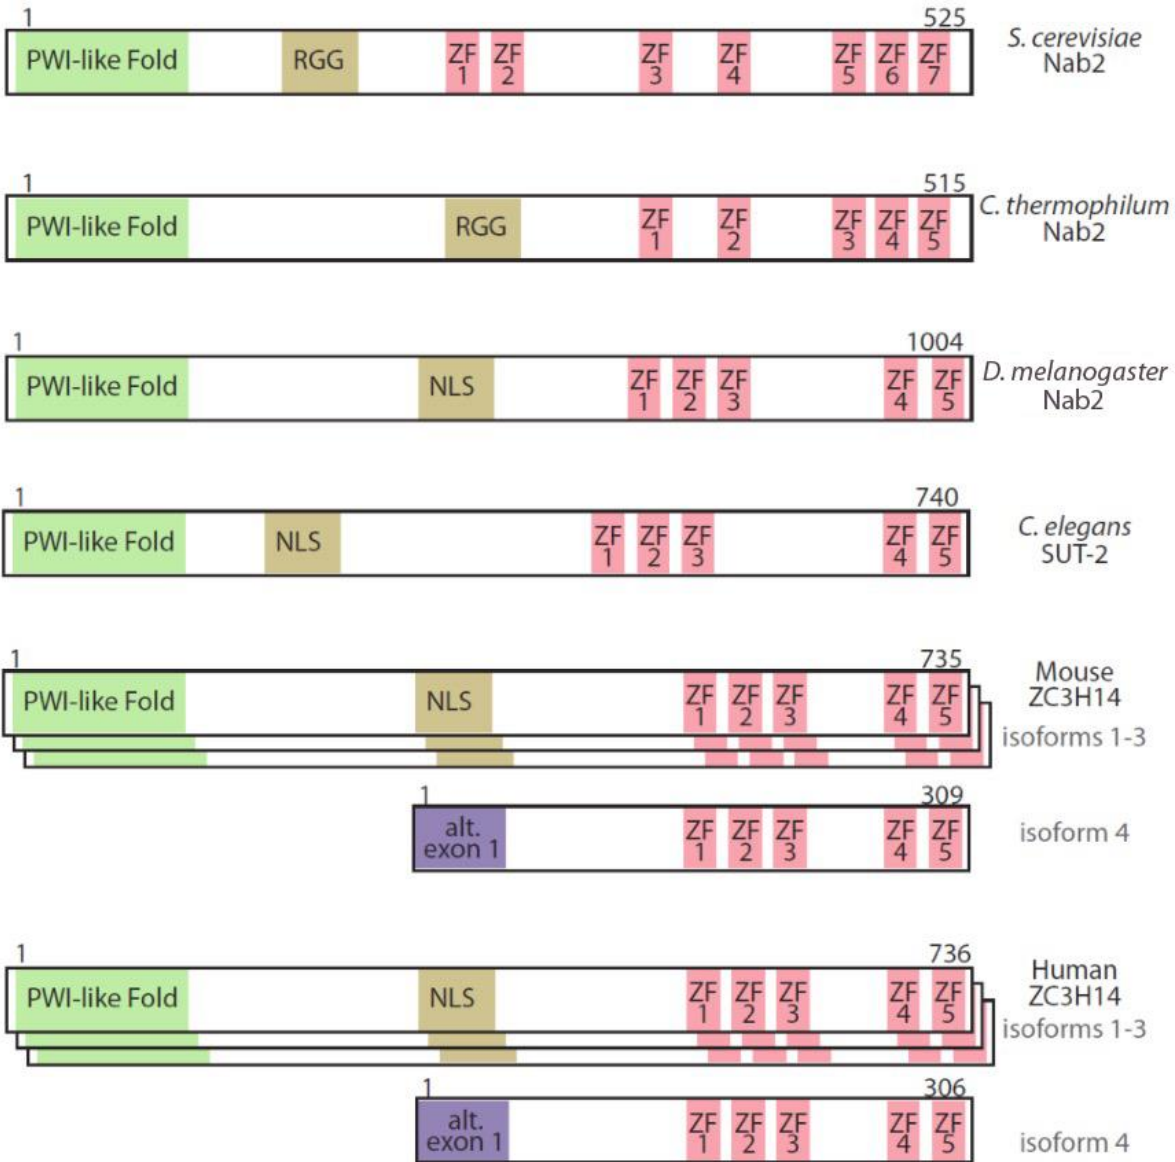 1 525
PWI-like Fold RGG ZF 1 ZF 2 ZF 3 ZF 4 ZF 5 ZF 6 ZF 7
S. cerevisiae
Nab2
1 515
PWI-like Fold RGG ZF 1 ZF 2 ZF 3 ZF 4 ZF 5
C. thermophilum
Nab2
1 1004
PWI-like Fold NLS ZF 1 ZF 2 ZF 3 ZF 4 ZF 5
D. melanogaster
Nab2
1 740
PWI-like Fold NLS ZF 1 ZF 2 ZF 3 ZF 4 ZF 5
C. elegans
SUT-2
1 735
PWI-like Fold NLS ZF 1 ZF 2 ZF 3 ZF 4 ZF 5
Mouse
ZC3H14
isoforms 1-3
1 309
alt.
exon 1
ZF 1 ZF 2 ZF 3 ZF 4 ZF 5
isoform 4
1 736
PWI-like Fold NLS ZF 1 ZF 2 ZF 3 ZF 4 ZF 5
Human
ZC3H14
isoforms 1-3
1 306
alt.
exon 1
ZF 1 ZF 2 ZF 3 ZF 4 ZF 5
isoform 4